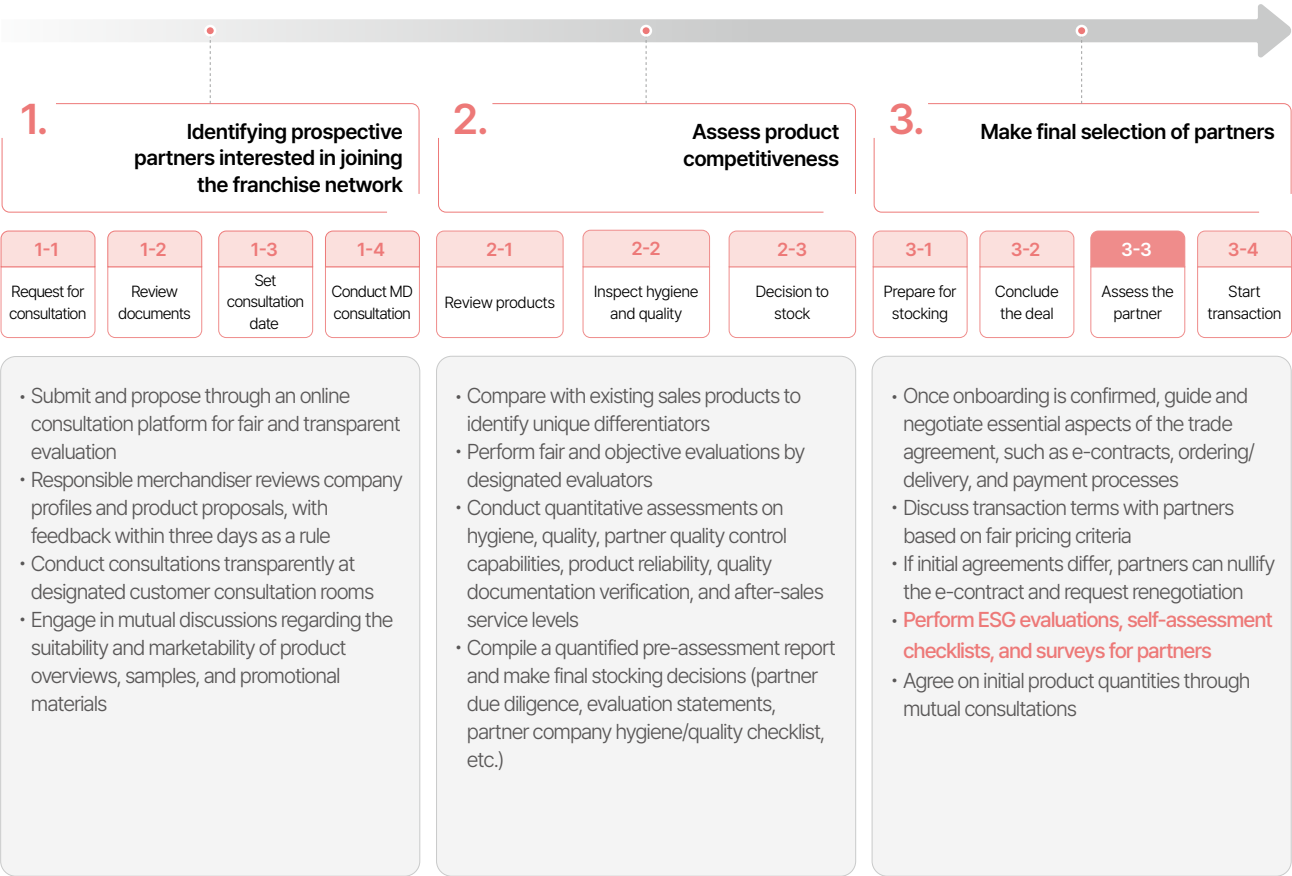 1.
Identifying prospective
partners interested in joining
the franchise network
1-1
Request for
consultation
1-2
Review
documents
1-3
Set
consultation
date
1-4
Conduct MD
consultation
• Submit and propose through an online
consultation platform for fair and transparent
evaluation
• Responsible merchandiser reviews company
profiles and product proposals, with
feedback within three days as a rule
• Conduct consultations transparently at
designated customer consultation rooms
• Engage in mutual discussions regarding the
suitability and marketability of product
overviews, samples, and promotional
materials
2.
Assess product
competitiveness
2-1
Review products
2-2
Inspect hygiene
and quality
2-3
Decision to
stock
• Compare with existing sales products to
identify unique differentiators
• Perform fair and objective evaluations by
designated evaluators
• Conduct quantitative assessments on
hygiene, quality, partner quality control
capabilities, product reliability, quality
documentation verification, and after-sales
service levels
• Compile a quantified pre-assessment report
and make final stocking decisions (partner
due diligence, evaluation statements,
partner company hygiene/quality checklist,
etc.)
3.
Make final selection of partners
3-1
Prepare for
stocking
3-2
Conclude
the deal
3-3
Assess the
partner
3-4
Start
transaction
• Once onboarding is confirmed, guide and
negotiate essential aspects of the trade
agreement, such as e-contracts, ordering/
delivery, and payment processes
• Discuss transaction terms with partners
based on fair pricing criteria
• If initial agreements differ, partners can nullify
the e-contract and request renegotiation
• Perform ESG evaluations, self-assessment
checklists, and surveys for partners
• Agree on initial product quantities through
mutual consultations